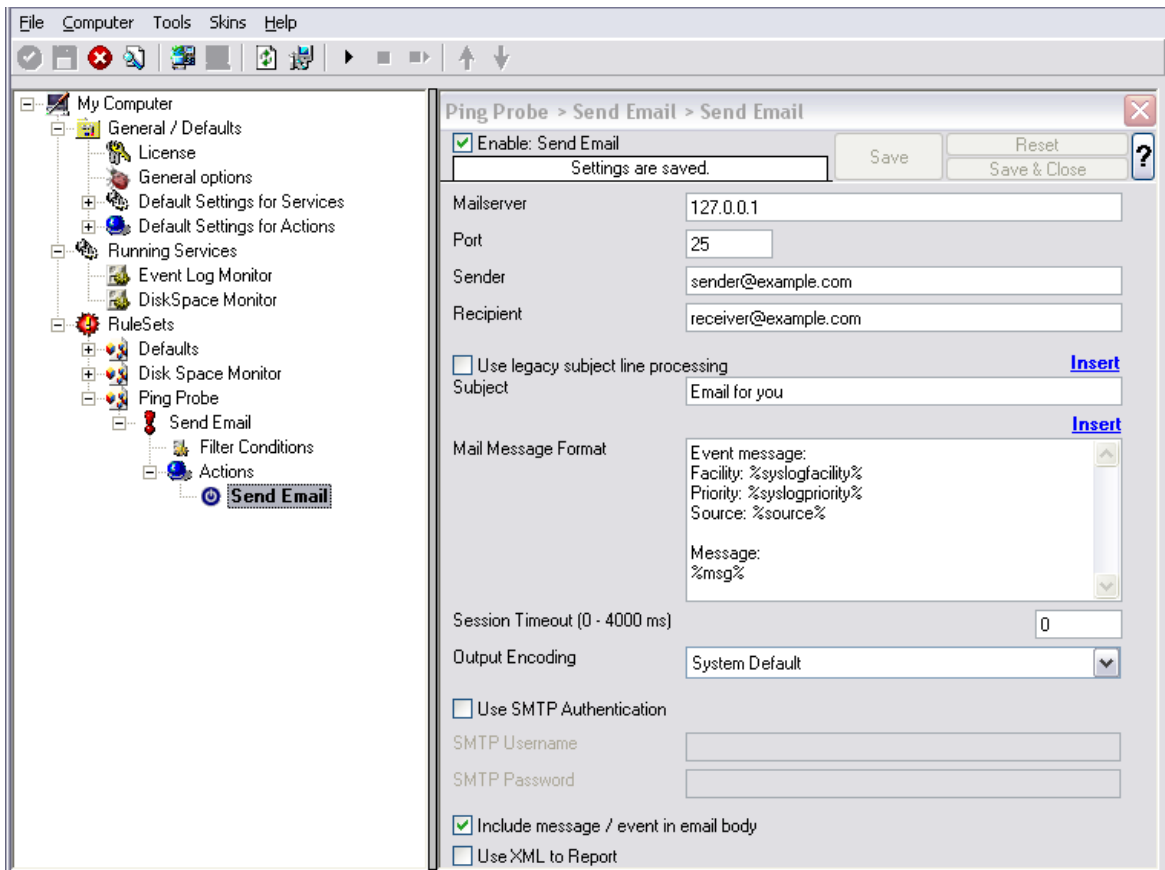 File Computer Tools Skins Help
My Computer
General / Defaults
License
General options
Default Settings for Services
Default Settings for Actions
Running Services
Event Log Monitor
DiskSpace Monitor
RuleSets
Defaults
Disk Space Monitor
Ping Probe
Send Email
Filter Conditions
Actions
Send Email
Ping Probe > Send Email > Send Email
Enable: Send Email
Settings are saved.
Save
Reset
Save & Close
?
Mailserver 127.0.0.1
Port 25
Sender sender@example.com
Recipient receiver@example.com
Use legacy subject line processing Insert
Subject Email for you
Insert
Mail Message Format
Event message:
Facility: %syslogfacility%
Priority: %syslogpriority%
Source: %source%
Message:
%msg%
Session Timeout (0 - 4000 ms) 0
Output Encoding System Default
Use SMTP Authentication
SMTP Username
SMTP Password
Include message / event in email body
Use XML to Report